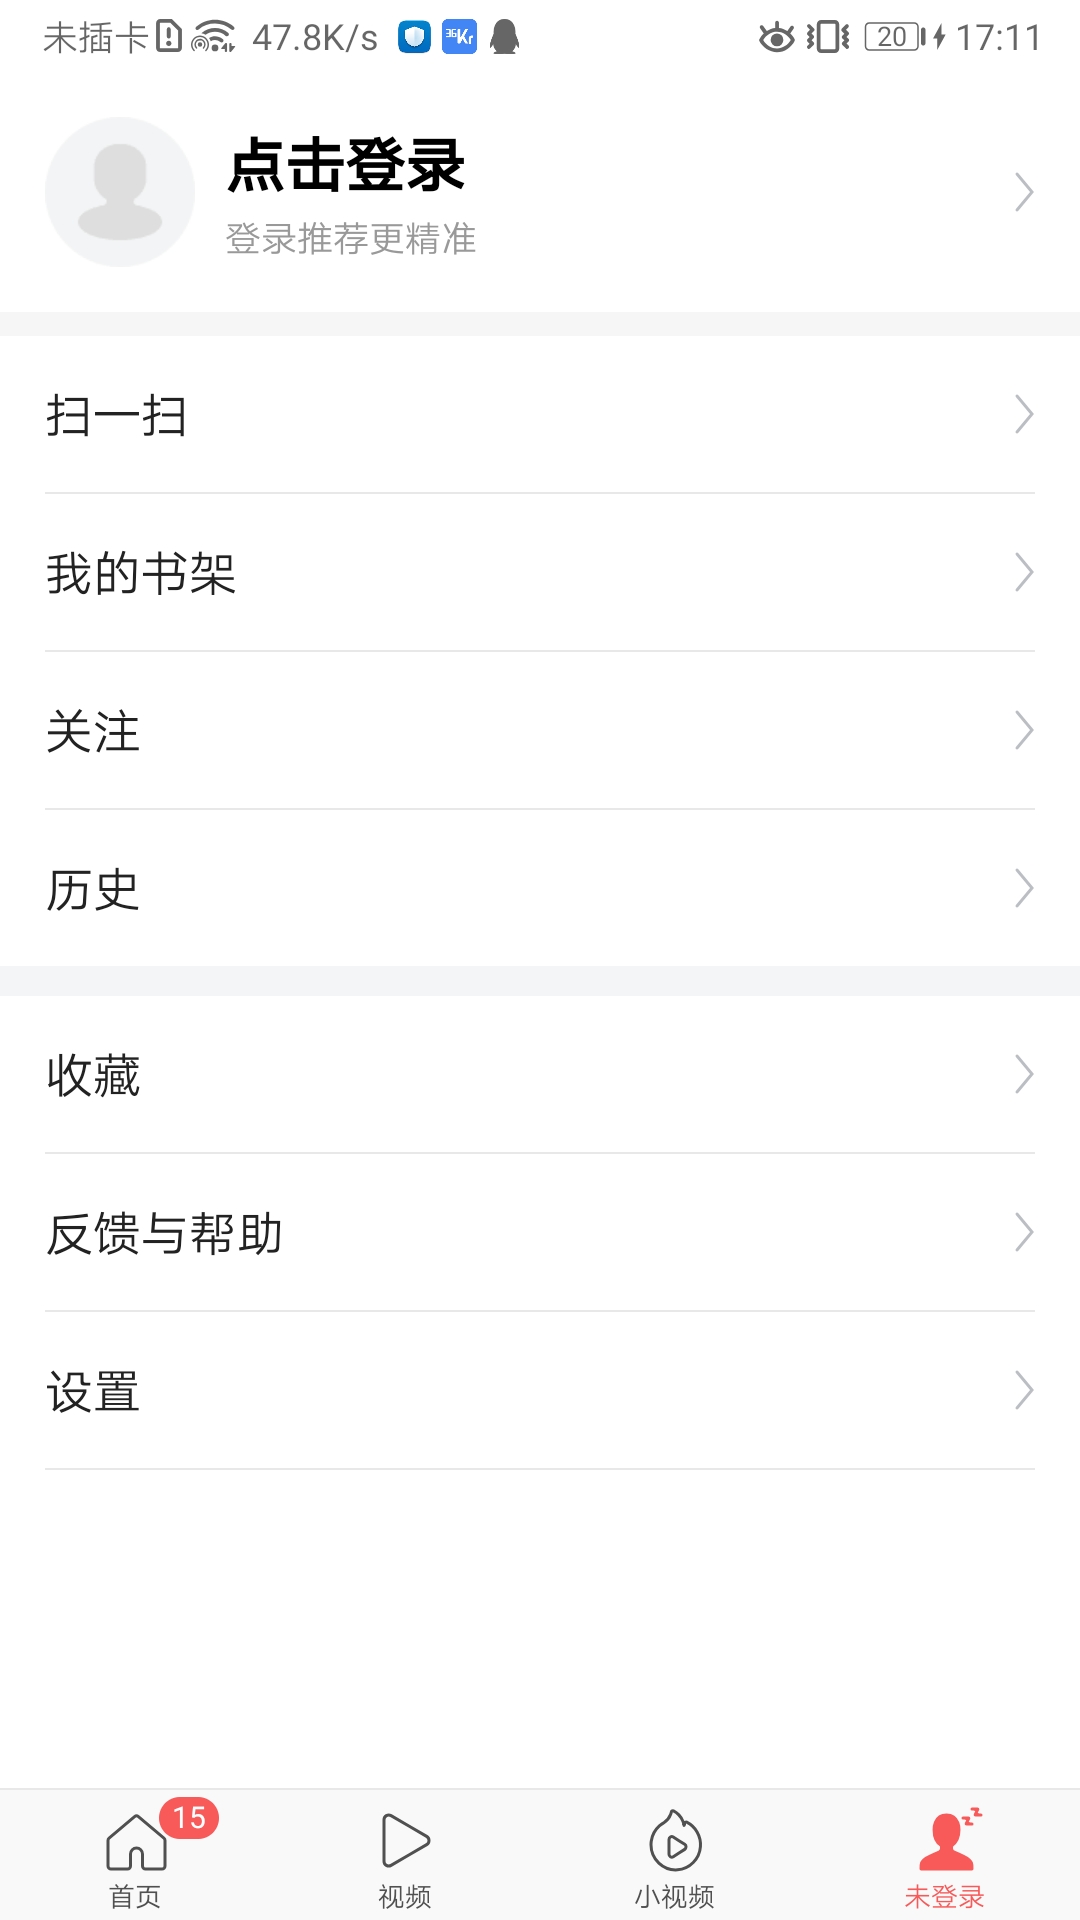 未插卡 47.8K/s 36Kr 20 17:11
点击登录
登录推荐更精准
扫一扫
我的书架
关注
历史
收藏
反馈与帮助
设置
15
首页 视频 小视频 未登录